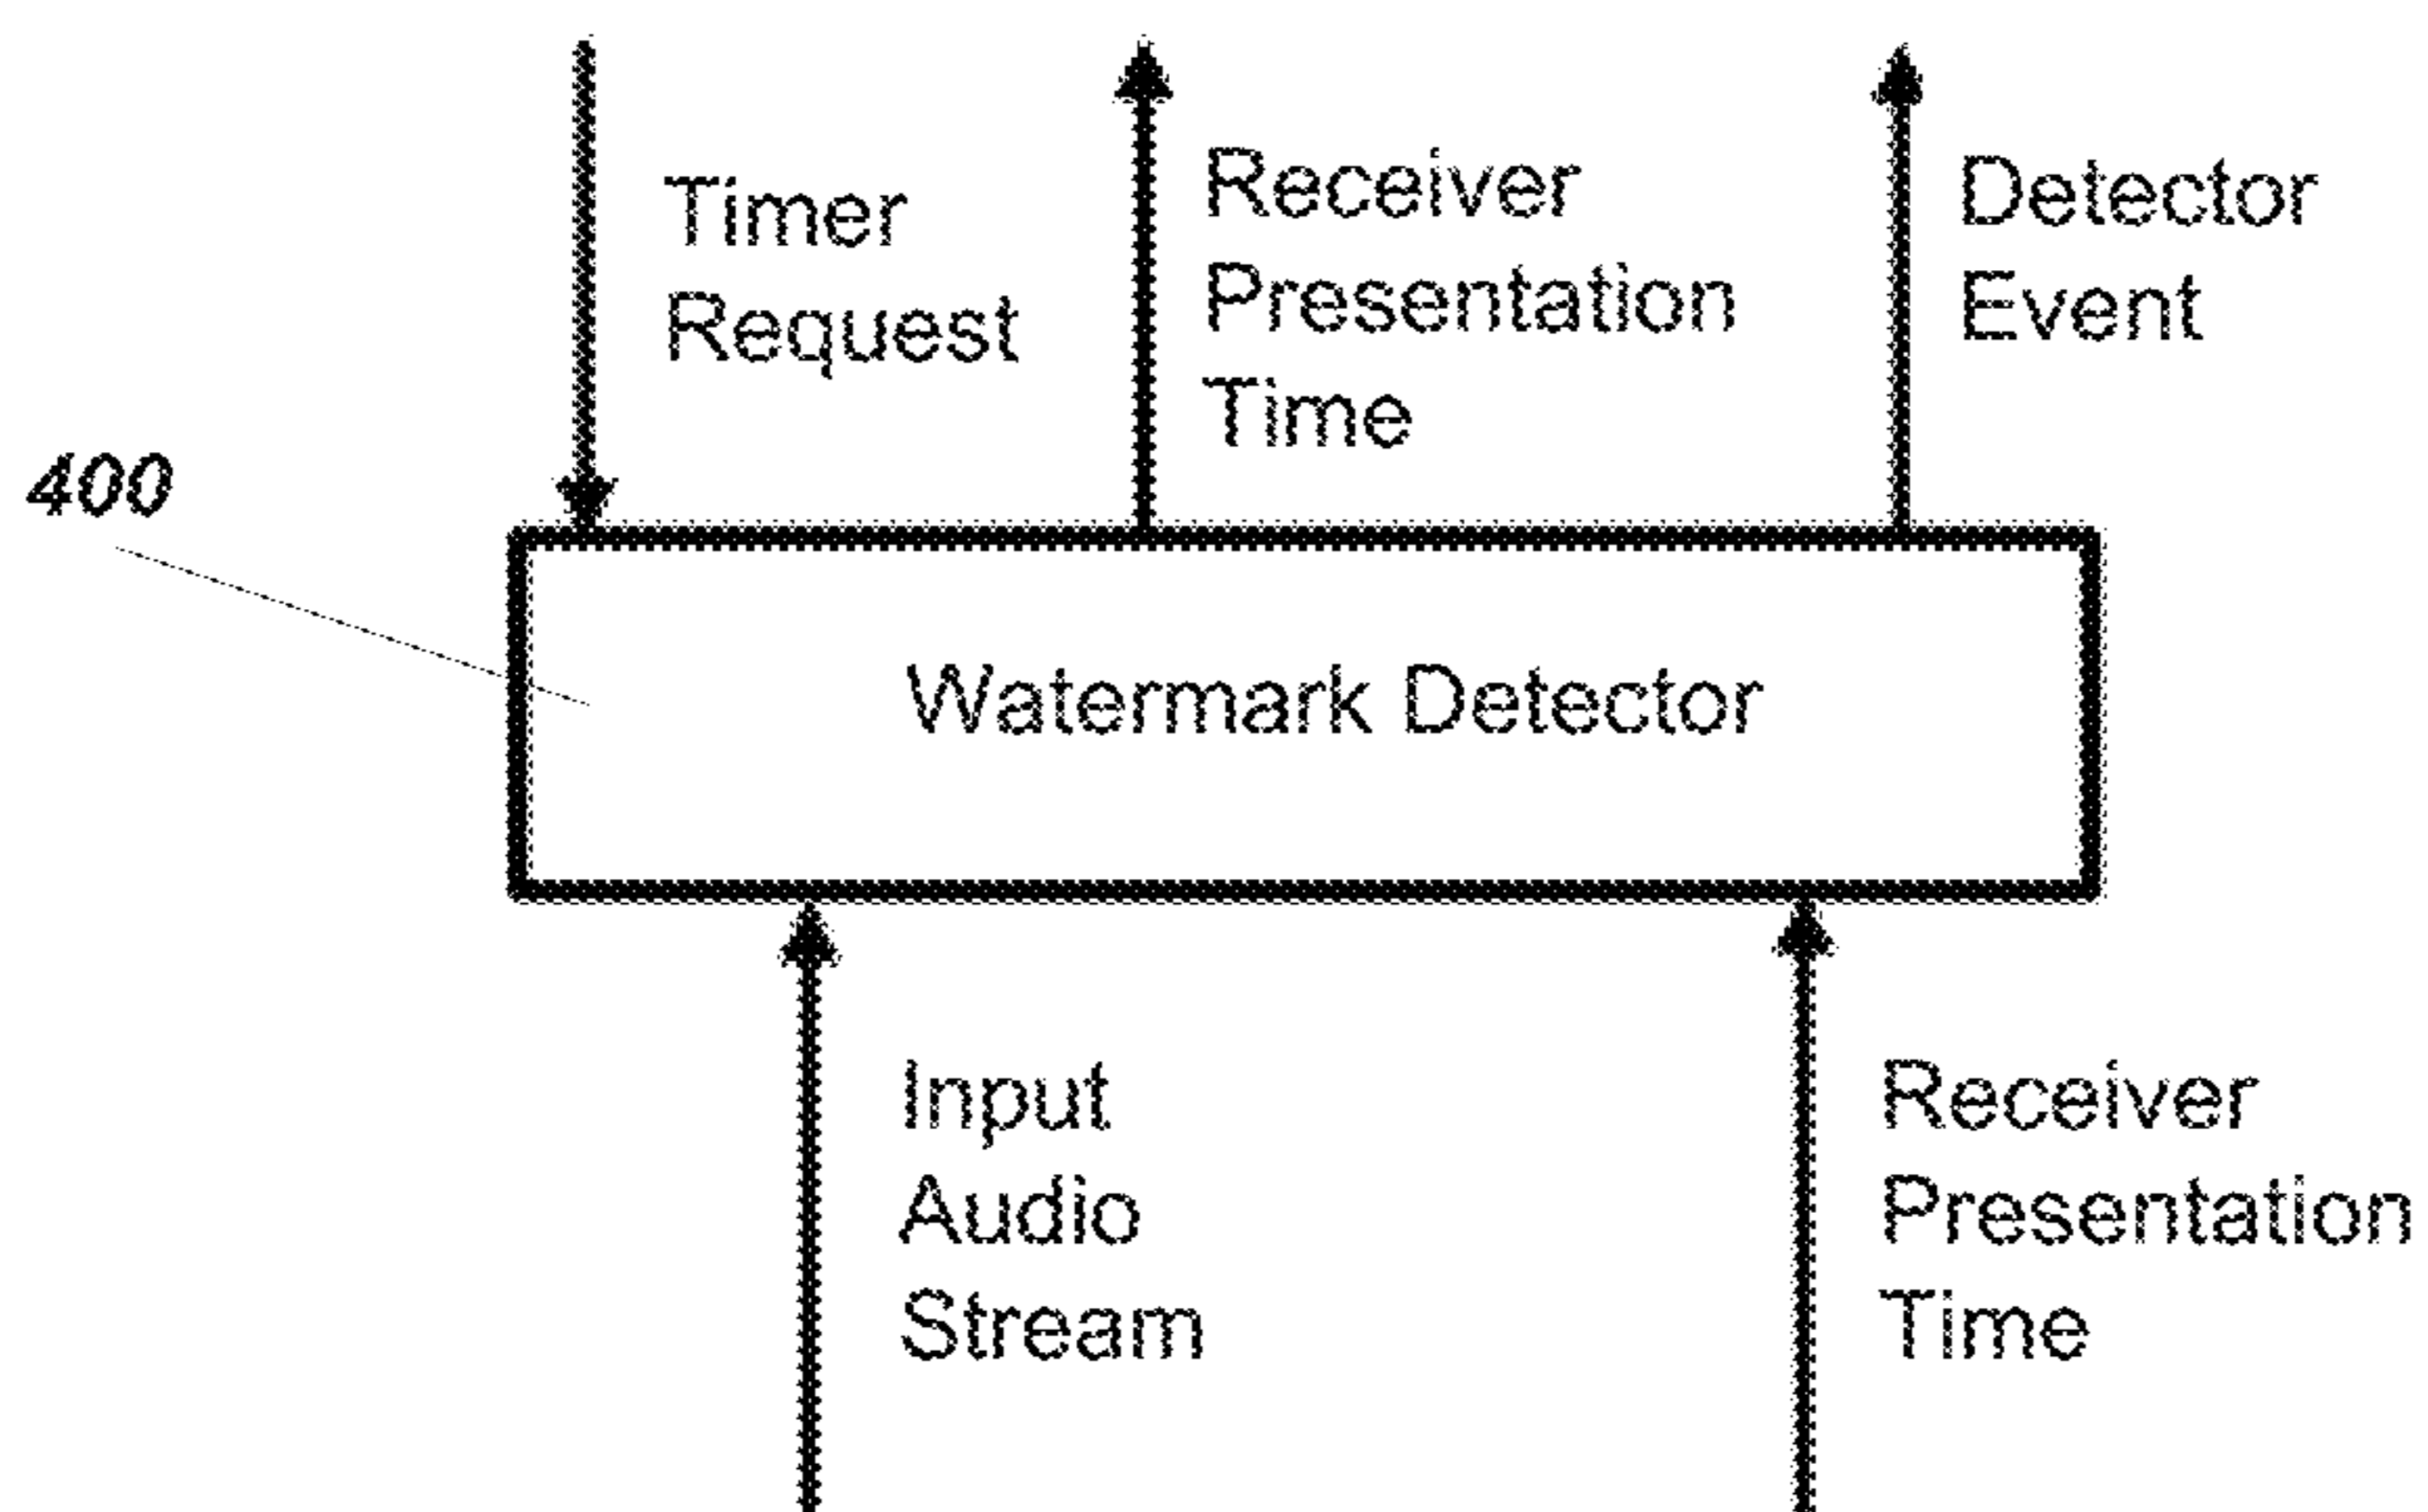 Timer
Request
Receiver
Presentation
Time
Detector
Event
400
Watermark Detector
Input
Audio
Stream
Receiver
Presentation
Time